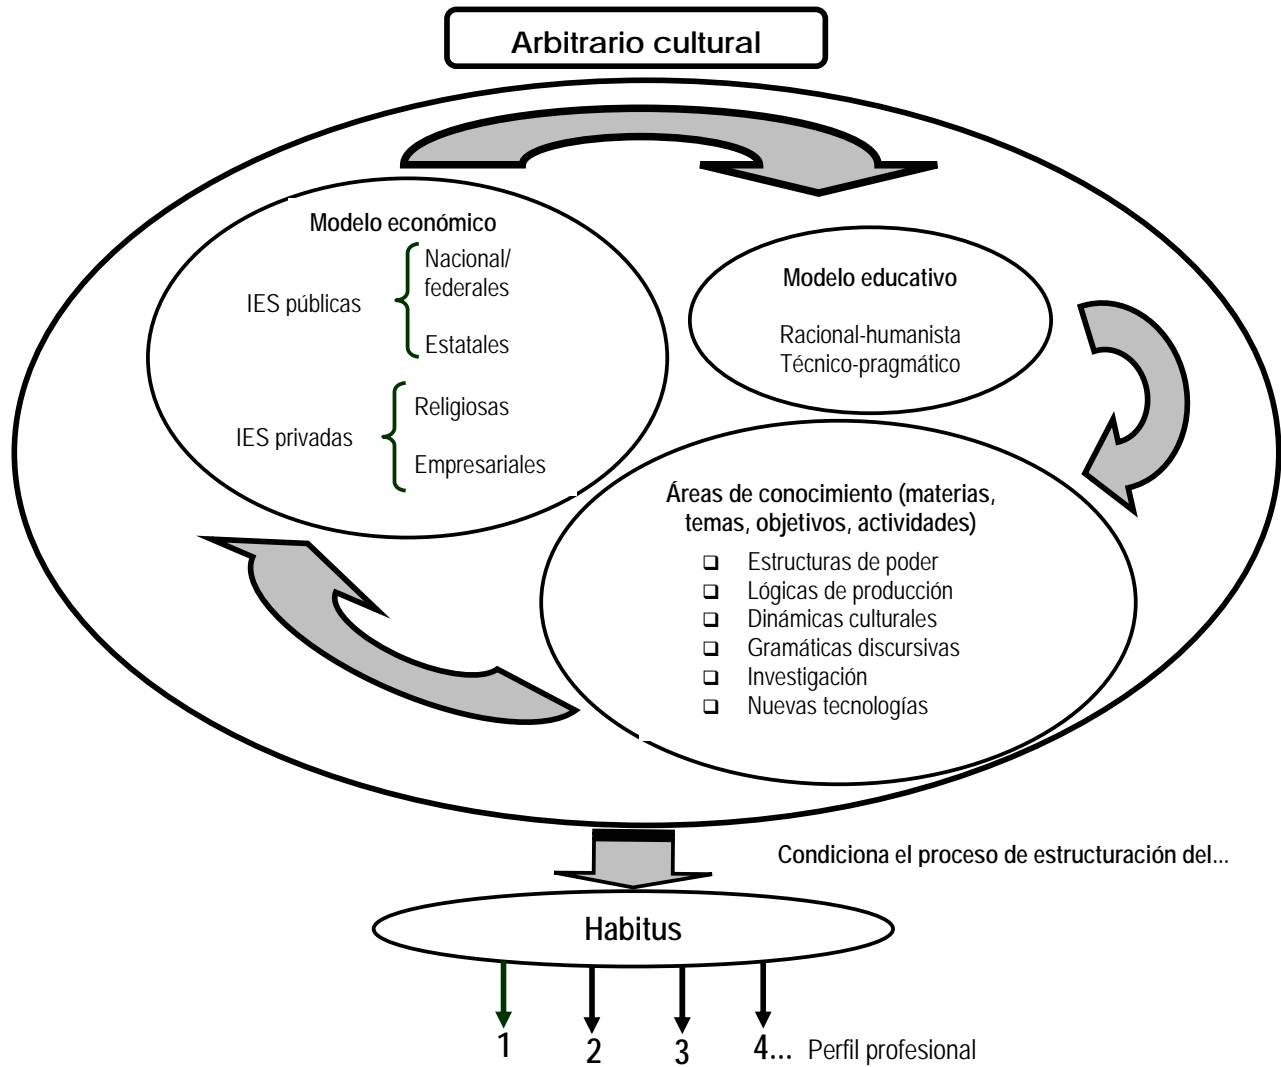 Arbitrario cultural
Modelo económico
IES públicas
Nacional/
federales
Estatales
IES privadas
Religiosas
Empresariales
Modelo educativo
Racional-humanista
Técnico-pragmático
Áreas de conocimiento (materias,
temas, objetivos, actividades)
Estructuras de poder
Lógicas de producción
Dinámicas culturales
Gramáticas discursivas
Investigación
Nuevas tecnologías
Condiciona el proceso de estructuración del...
Habitus
1 2 3 4... Perfil profesional